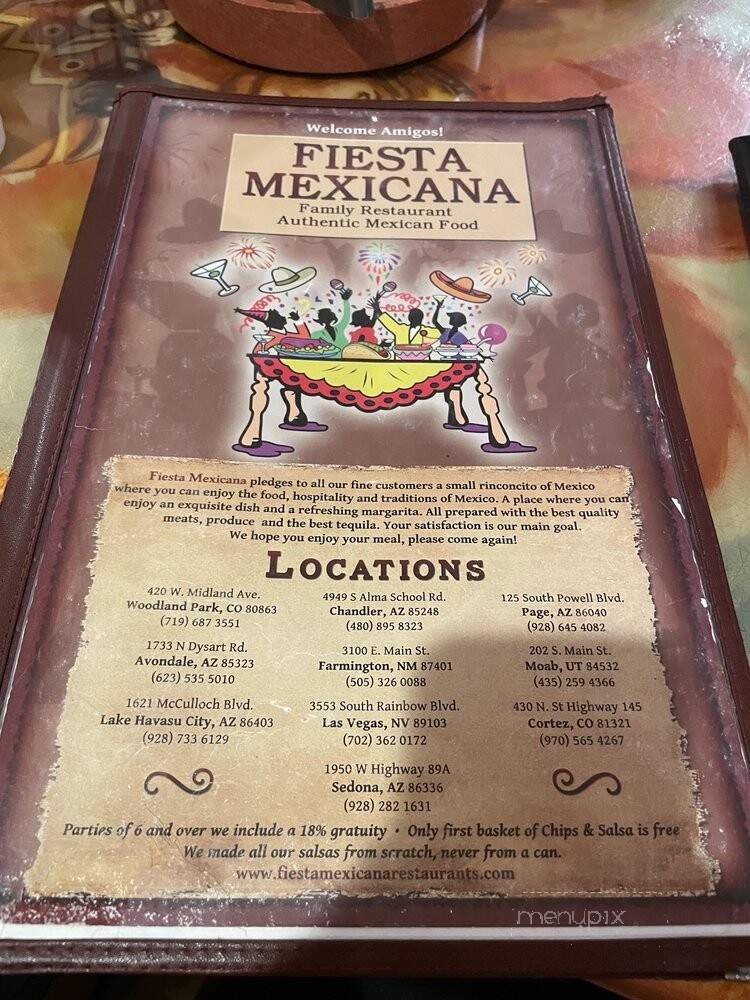 Welcome Amigos!
FIESTA
MEXICANA
Family Restaurant
Authentic Mexican Food
Fiesta Mexicana pledges to all our fine customers a small rinconcito of Mexico
where you can enjoy the food, hospitality and traditions of Mexico. A place where you can
enjoy an exquisite dish and a refreshing margarita. All prepared with the best quality
meats, produce and the best tequila. Your satisfaction is our main goal.
We hope you enjoy your meal, please come again!
LOCATIONS
420 W. Midland Ave.
Woodland Park, CO 80863
(719) 687 3551
4949 S Alma School Rd.
Chandler, AZ 85248
(480) 895 8323
125 South Powell Blvd.
Page, AZ 86040
(928) 645 4082
1733 N Dysart Rd.
Avondale, AZ 85323
(623) 535 5010
3100 E. Main St.
Farmington, NM 87401
(505) 326 0088
202 S. Main St.
Moab, UT 84532
(435) 259 4366
1621 McCulloch Blvd.
Lake Havasu City, AZ 86403
(928) 733 6129
3553 South Rainbow Blvd.
Las Vegas, NV 89103
(702) 362 0172
430 N. St Highway 145
Cortez, CO 81321
(970) 565 4267
1950 W Highway 89A
Sedona, AZ 86336
(928) 282 1631
Parties of 6 and over we include a 18% gratuity • Only first basket of Chips & Salsa is free
We made all our salsas from scratch, never from a can.
www.fiestamexicanarestaurants.com
menupix